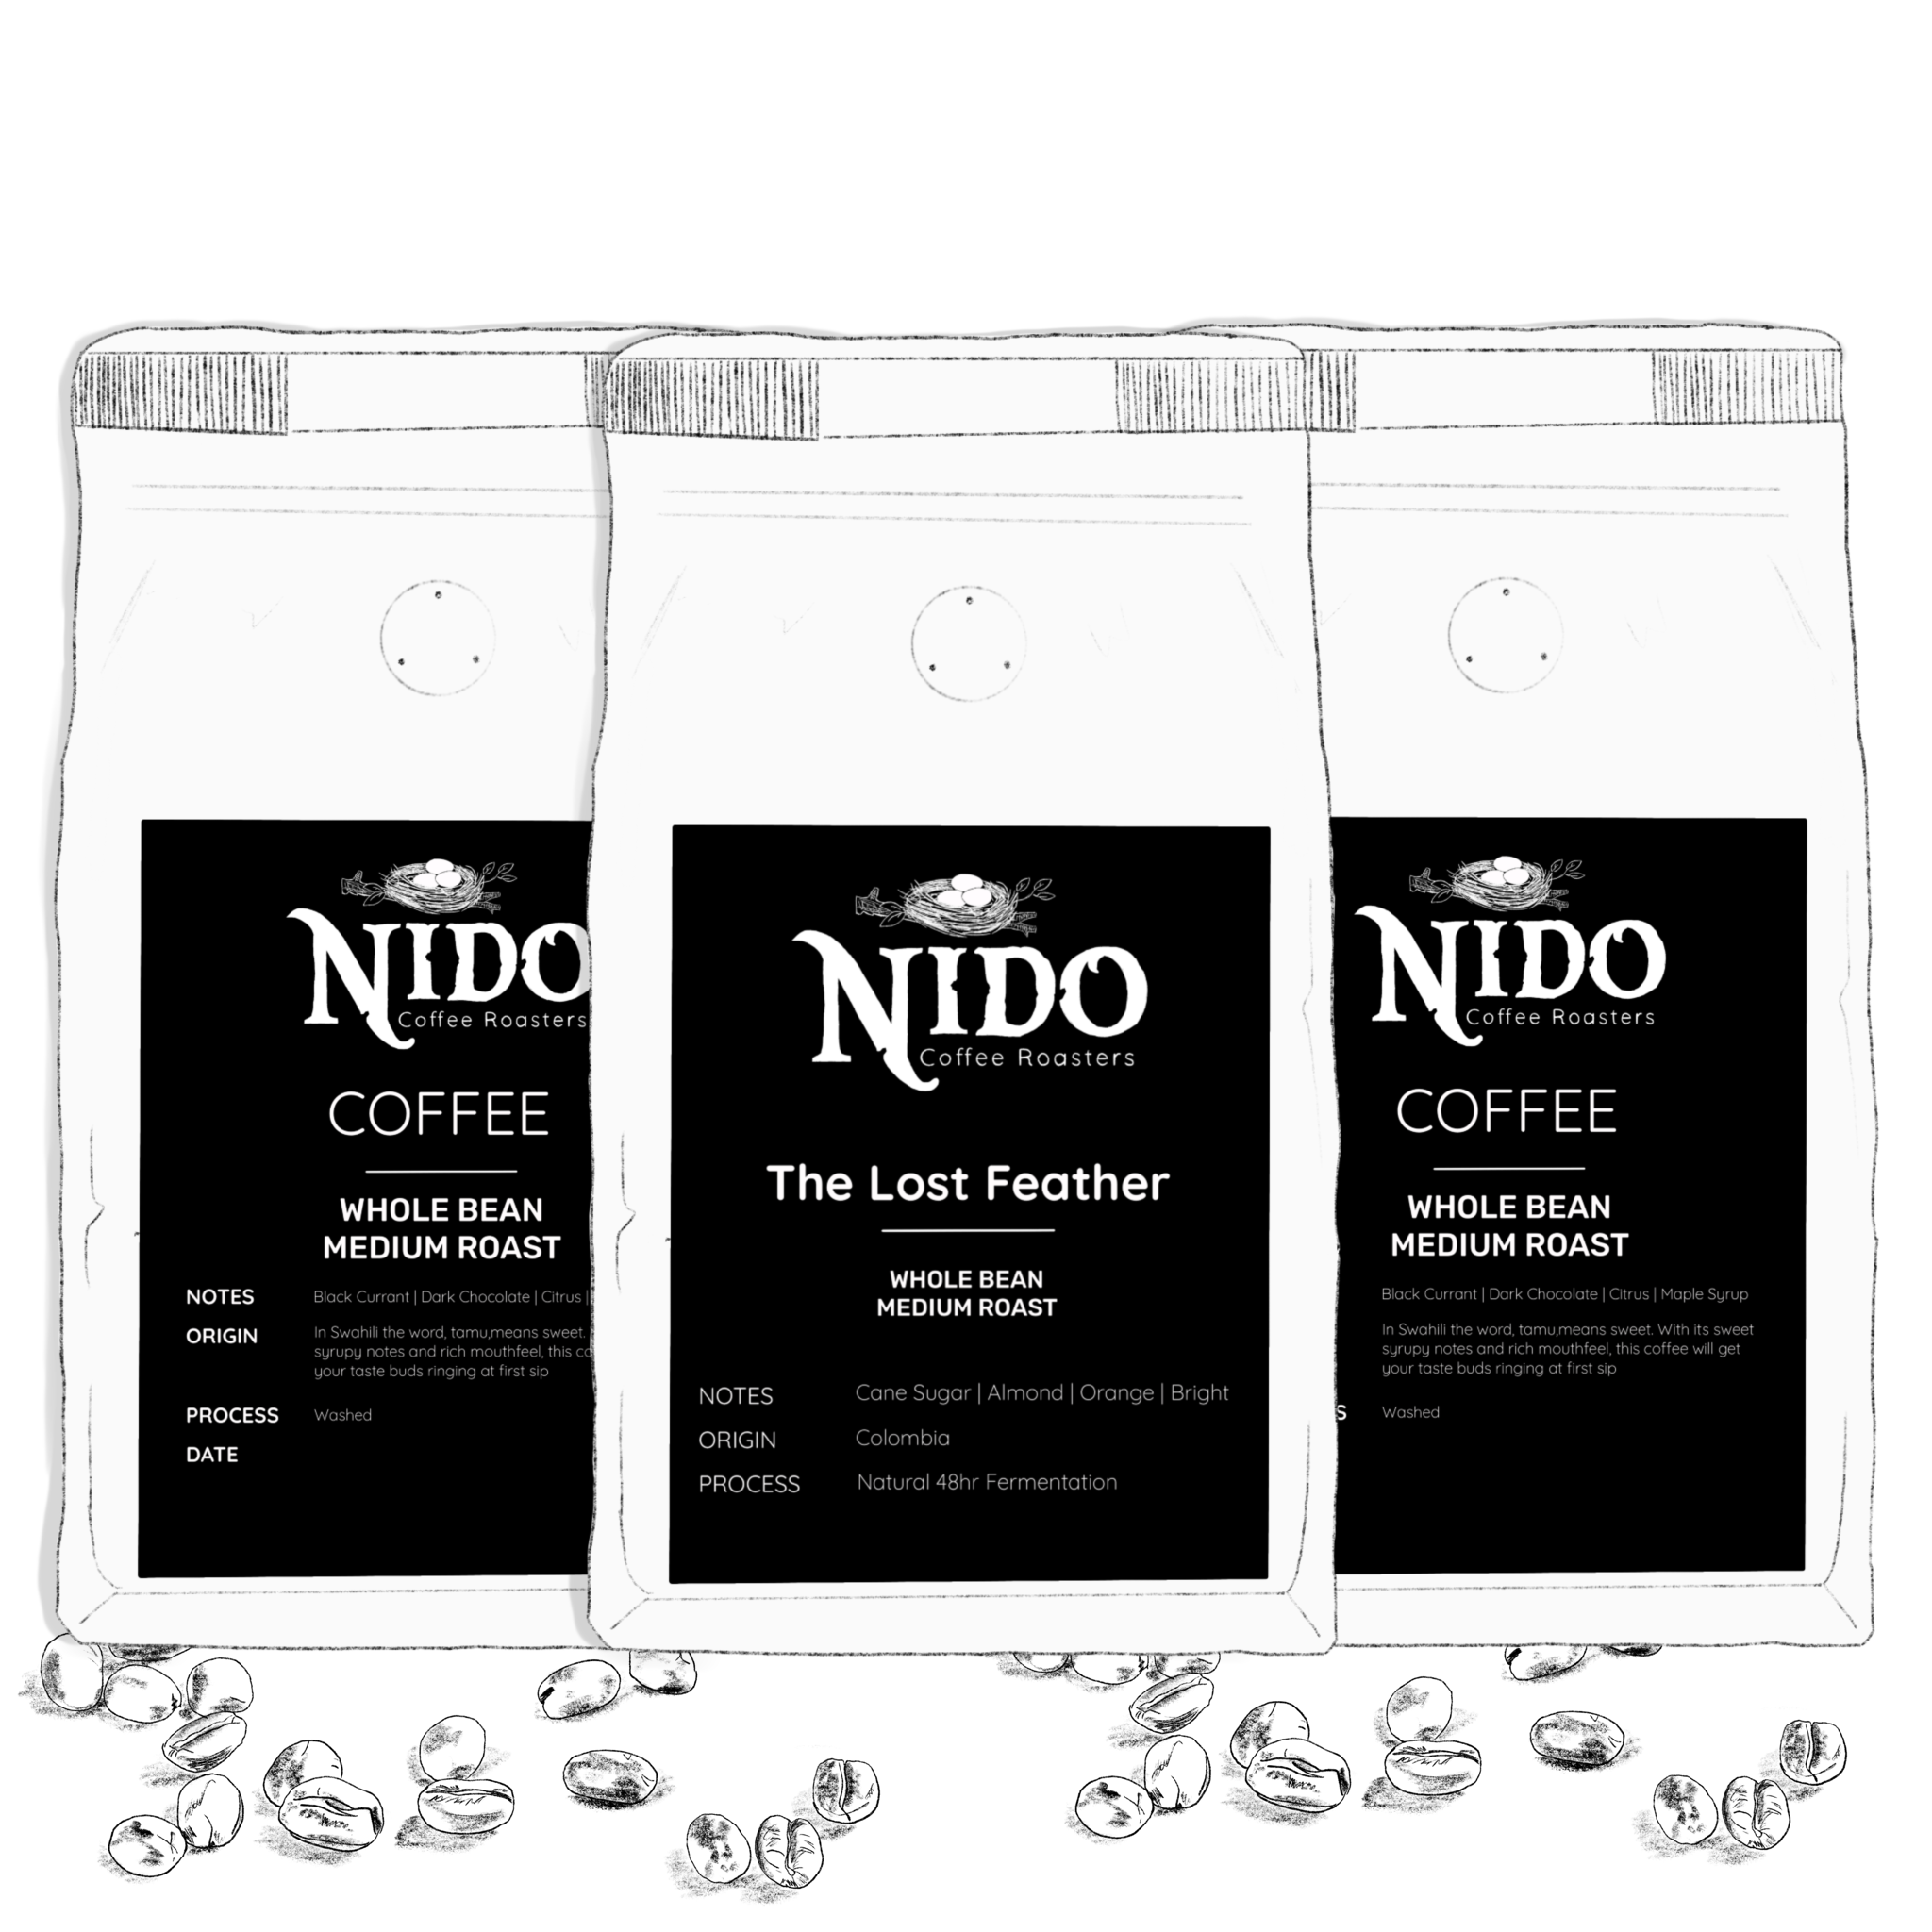 NIDO
Coffee Roasters
COFFEE
WHOLE BEAN
MEDIUM ROAST
NOTES Black Currant | Dark Chocolate | Citrus |
ORIGIN In Swahili the word, tamu,means sweet.
syrupy notes and rich mouthfeel, this
your taste buds ringing at first sip
PROCESS Washed
DATE
NIDO
Coffee Roasters
The Lost Feather
WHOLE BEAN
MEDIUM ROAST
NOTES Cane Sugar | Almond | Orange | Bright
ORIGIN Colombia
PROCESS Natural 48hr Fermentation
NIDO
Coffee Roasters
COFFEE
WHOLE BEAN
MEDIUM ROAST
Black Currant | Dark Chocolate | Citrus | Maple Syrup
In Swahili the word, tamu,means sweet. With its sweet
syrupy notes and rich mouthfeel, this coffee will get
your taste buds ringing at first sip
Washed